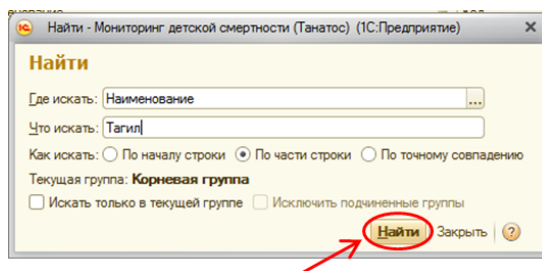 Найти - Мониторинг детской смертности (Танатос) (1С:Предприятие)
Найти
Где искать: Наименование ...
Что искать: Тагил
Как искать: По началу строки По части строки По точному совпадению
Текущая группа: Корневая группа
Искать только в текущей группе Исключить подчиненные группы
Найти Закрыть ?